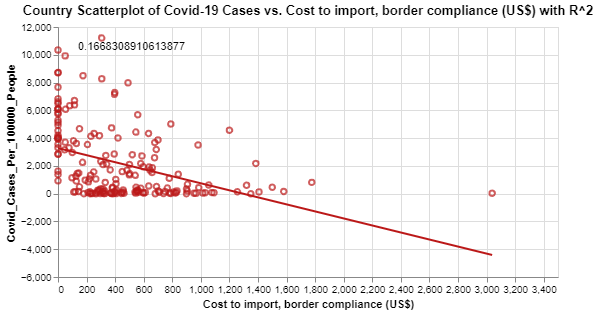 Country Scatterplot of Covid-19 Cases vs. Cost to import, border compliance (US$) with R^2
0.1668308910613877
12,000
10,000
8,000
6,000
4,000
2,000
0
−2,000
−4,000
−6,000
Covid_Cases_Per_100000_People
0 200 400 600 800 1,000 1,200 1,400 1,600 1,800 2,000 2,200 2,400 2,600 2,800 3,000 3,200 3,400
Cost to import, border compliance (US$)